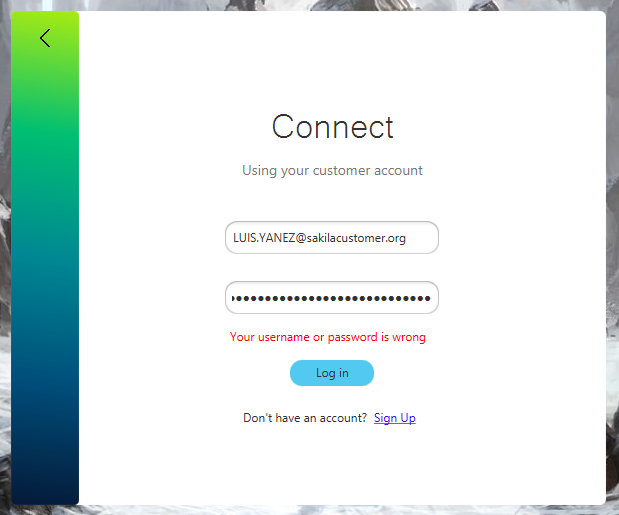 Connect
Using your customer account
LUIS.YANEZ@sakilacustomer.org
Your username or password is wrong
Log in
Don't have an account? Sign Up